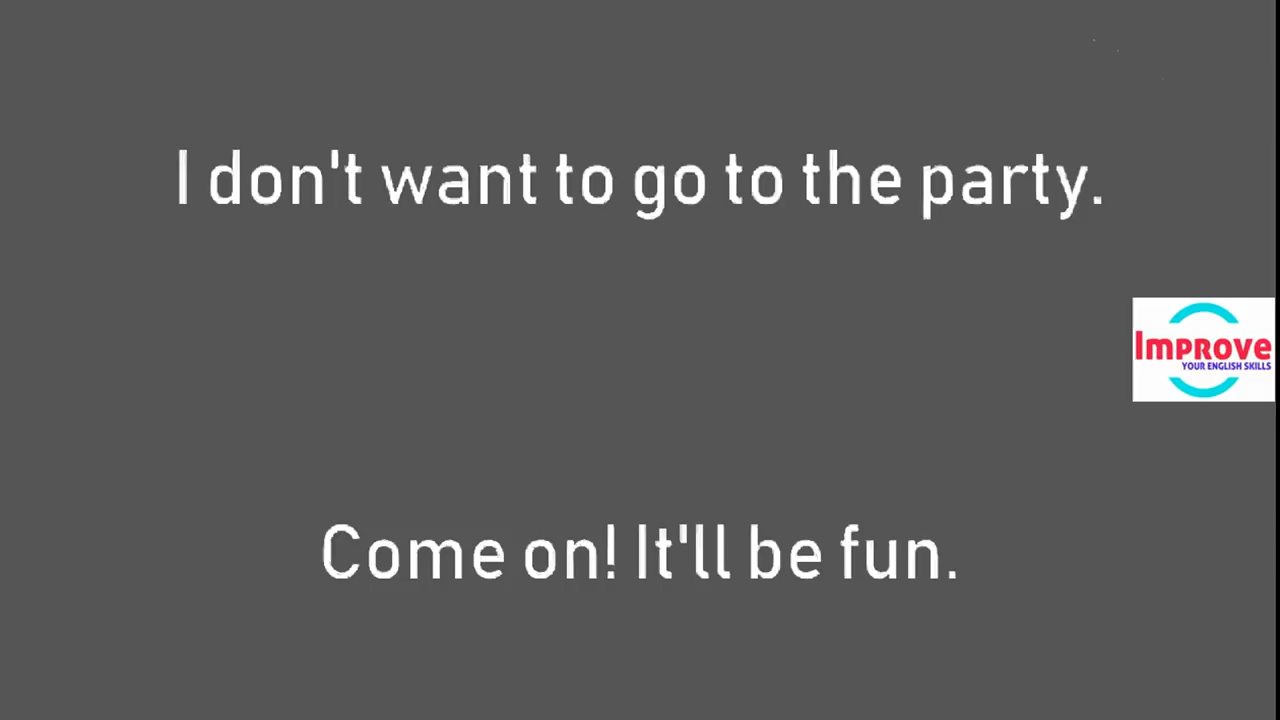 I don't want to go to the party.
Improve
YOUR ENGLISH SKILLS
Come on! It'll be fun.